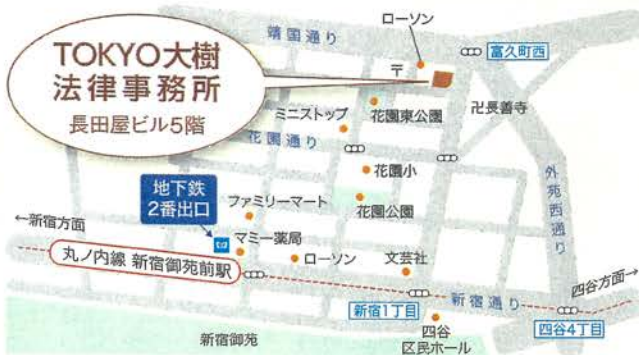 ローソン
靖国通り
富久町西
TOKYO大樹
法律事務所
長田屋ビル5階
〒
卍長善寺
ミニストップ
花園東公園
花園通り
花園小
外苑西通り
地下鉄
2番出口
ファミリーマート
花園公園
←新宿方面
マミー薬局
丸ノ内線 新宿御苑前駅
ローソン
文芸社
新宿通り
四谷方面→
新宿1丁目
四谷4丁目
新宿御苑
四谷
区民ホール